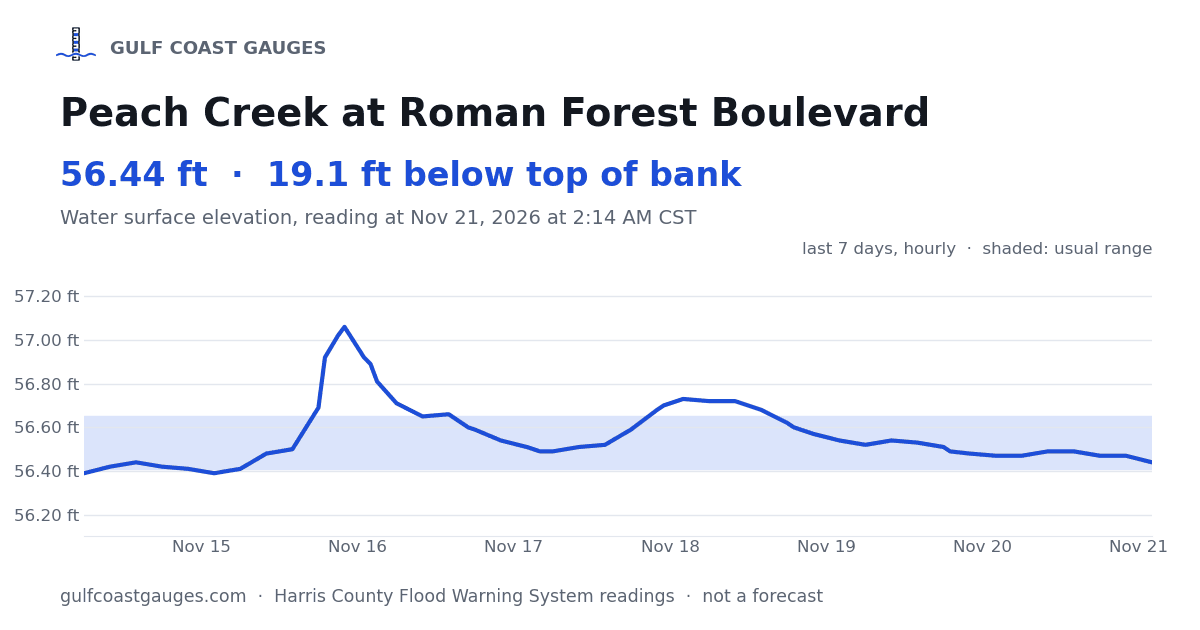 GULF COAST GAUGES
Peach Creek at Roman Forest Boulevard
56.44 ft · 19.1 ft below top of bank
Water surface elevation, reading at Nov 21, 2026 at 2:14 AM CST
last 7 days, hourly · shaded: usual range
57.20 ft
57.00 ft
56.80 ft
56.60 ft
56.40 ft
56.20 ft
Nov 15 Nov 16 Nov 17 Nov 18 Nov 19 Nov 20 Nov 21
gulfcoastgauges.com · Harris County Flood Warning System readings · not a forecast